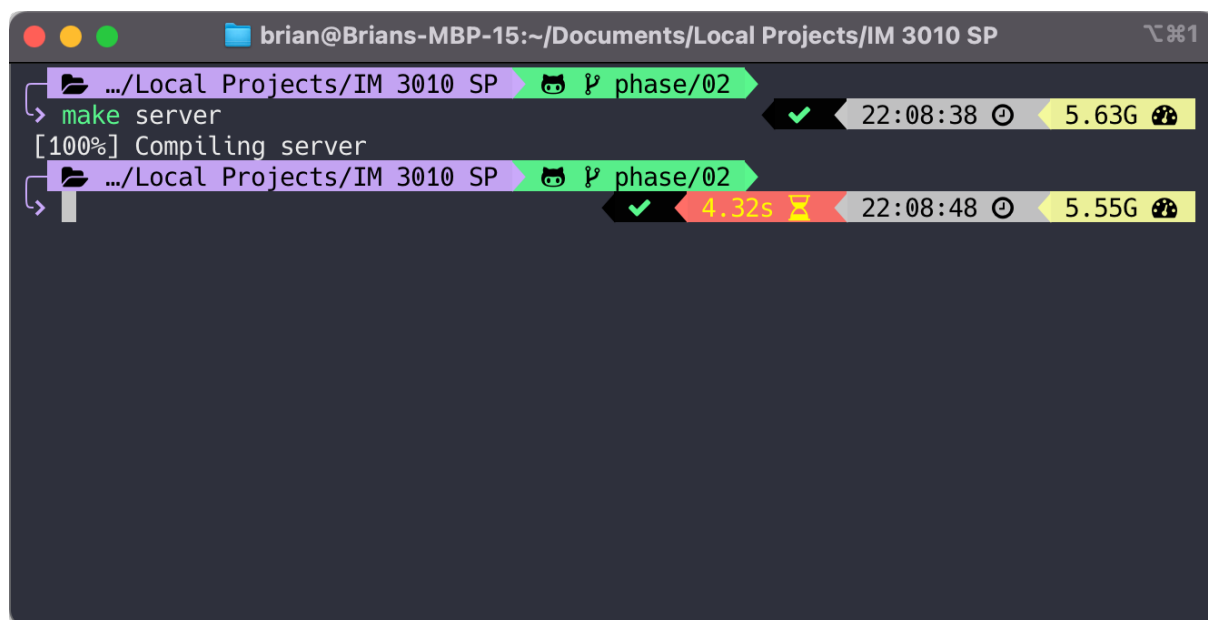 brian@Brians-MBP-15:~/Documents/Local Projects/IM 3010 SP ⌥⌘1
…/Local Projects/IM 3010 SP phase/02
make server 22:08:38 5.63G
[100%] Compiling server
…/Local Projects/IM 3010 SP phase/02
4.32s 22:08:48 5.55G